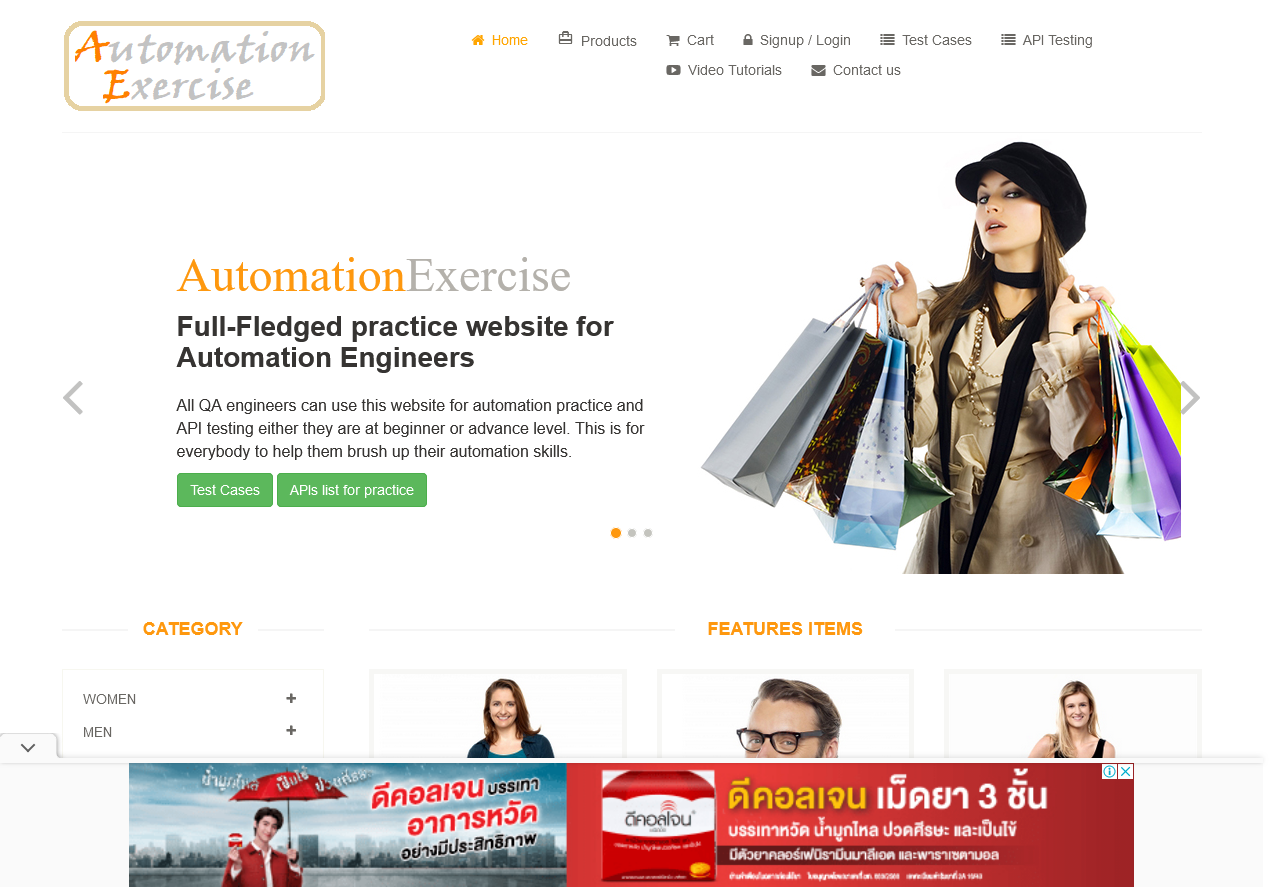 Automation
Exercise
Home
Products
Cart
Signup / Login
Test Cases
API Testing
Video Tutorials
Contact us
AutomationExercise
Full-Fledged practice website for
Automation Engineers
All QA engineers can use this website for automation practice and
API testing either they are at beginner or advance level. This is for
everybody to help them brush up their automation skills.
Test Cases
APIs list for practice
CATEGORY
FEATURES ITEMS
WOMEN
MEN
น้ำมูกไหล เป็นไข้ ปวดศีรษะ
ดีคอลเจน บรรเทา
อาการหวัด
อย่างมีประสิทธิภาพ
ดีคอลเจน
ดีคอลเจน เม็ดยา 3 ชั้น
บรรเทาหวัด น้ำมูกไหล ปวดศีรษะ และเป็นไข้
มีตัวยาคลอร์เฟนิรามีนมาลีเอต และพาราเซตามอล